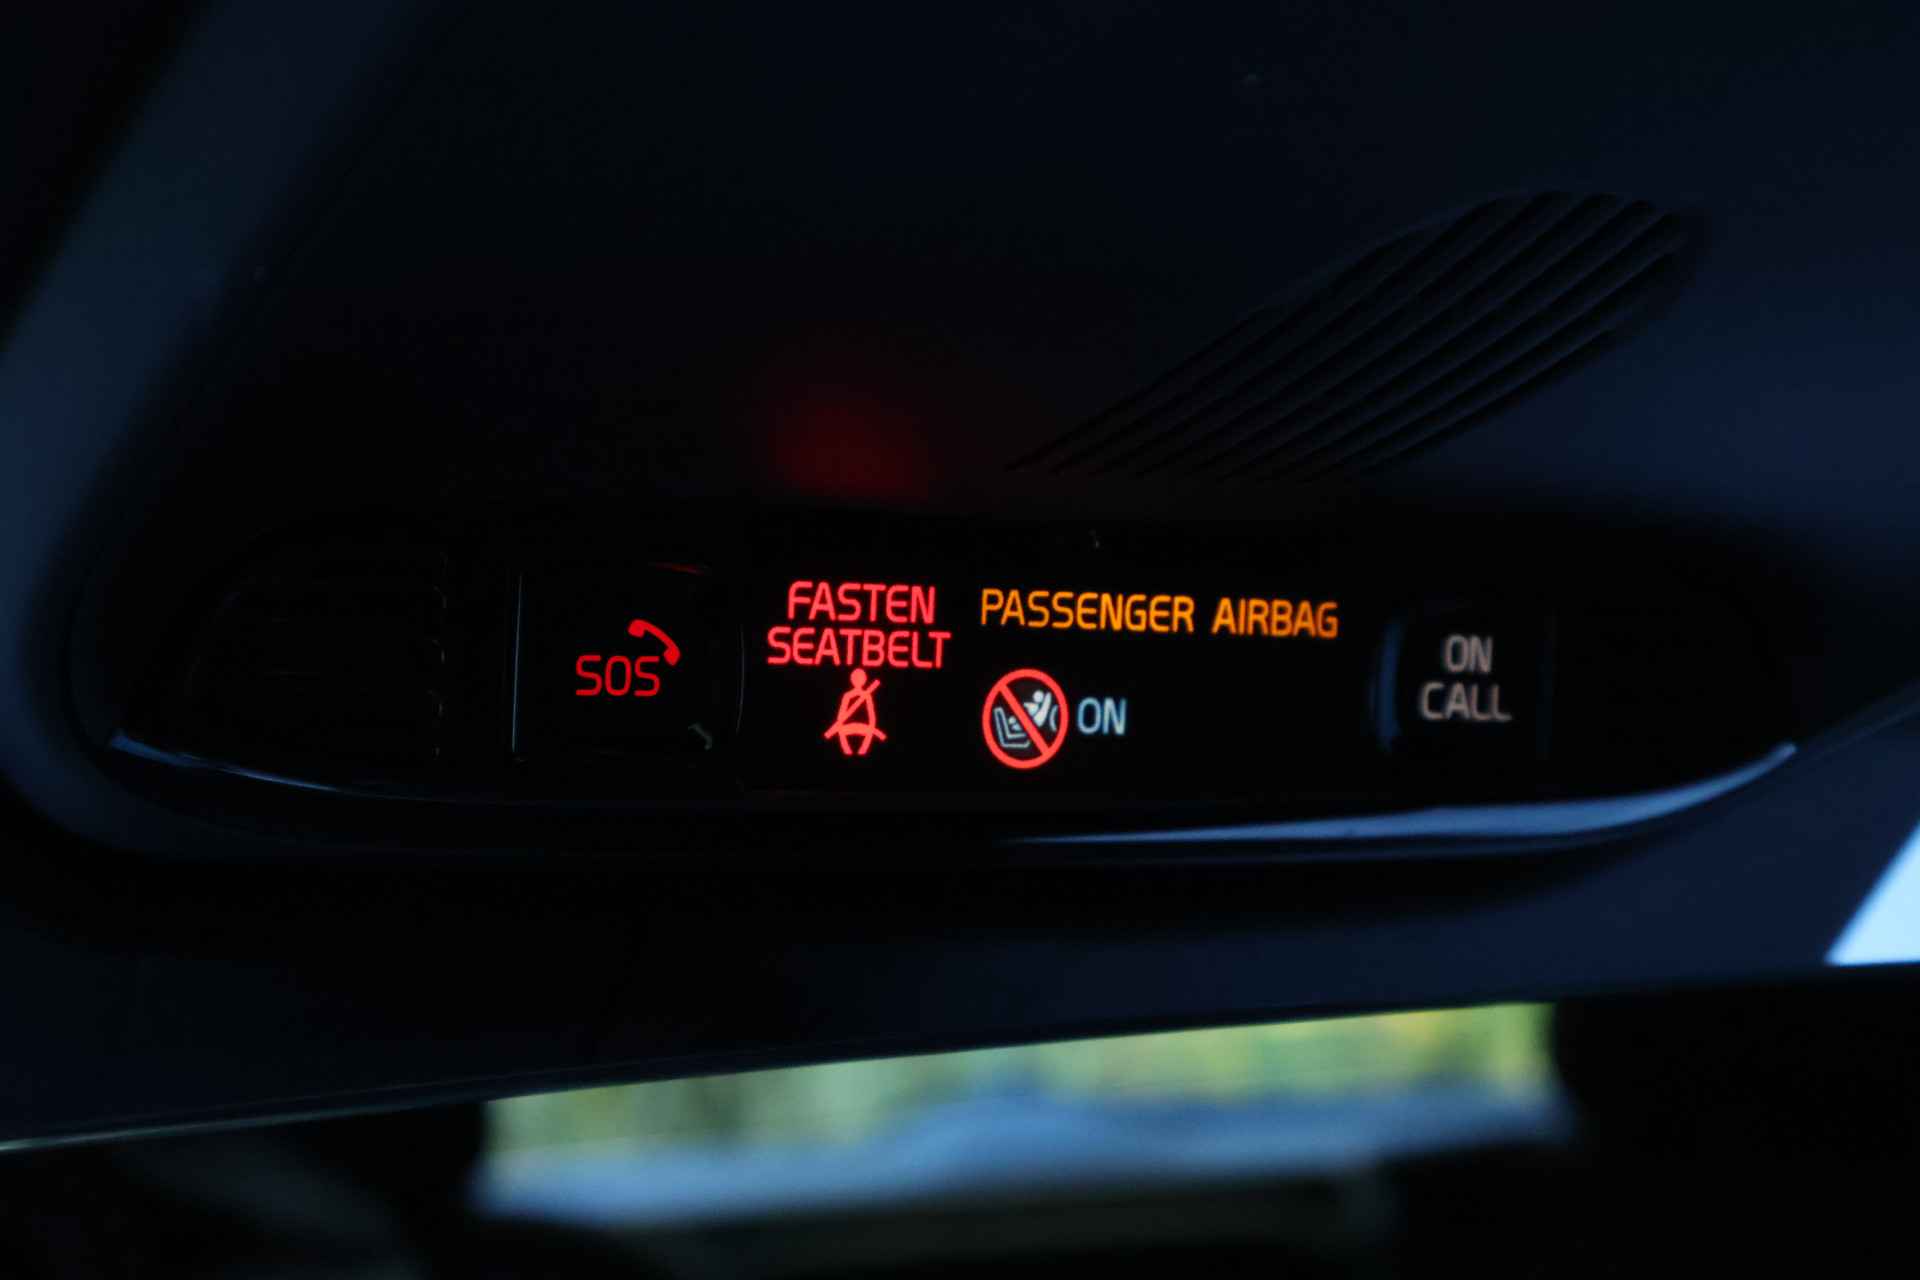 SOS
FASTEN
SEATBELT
PASSENGER AIRBAG
ON
ON
CALL